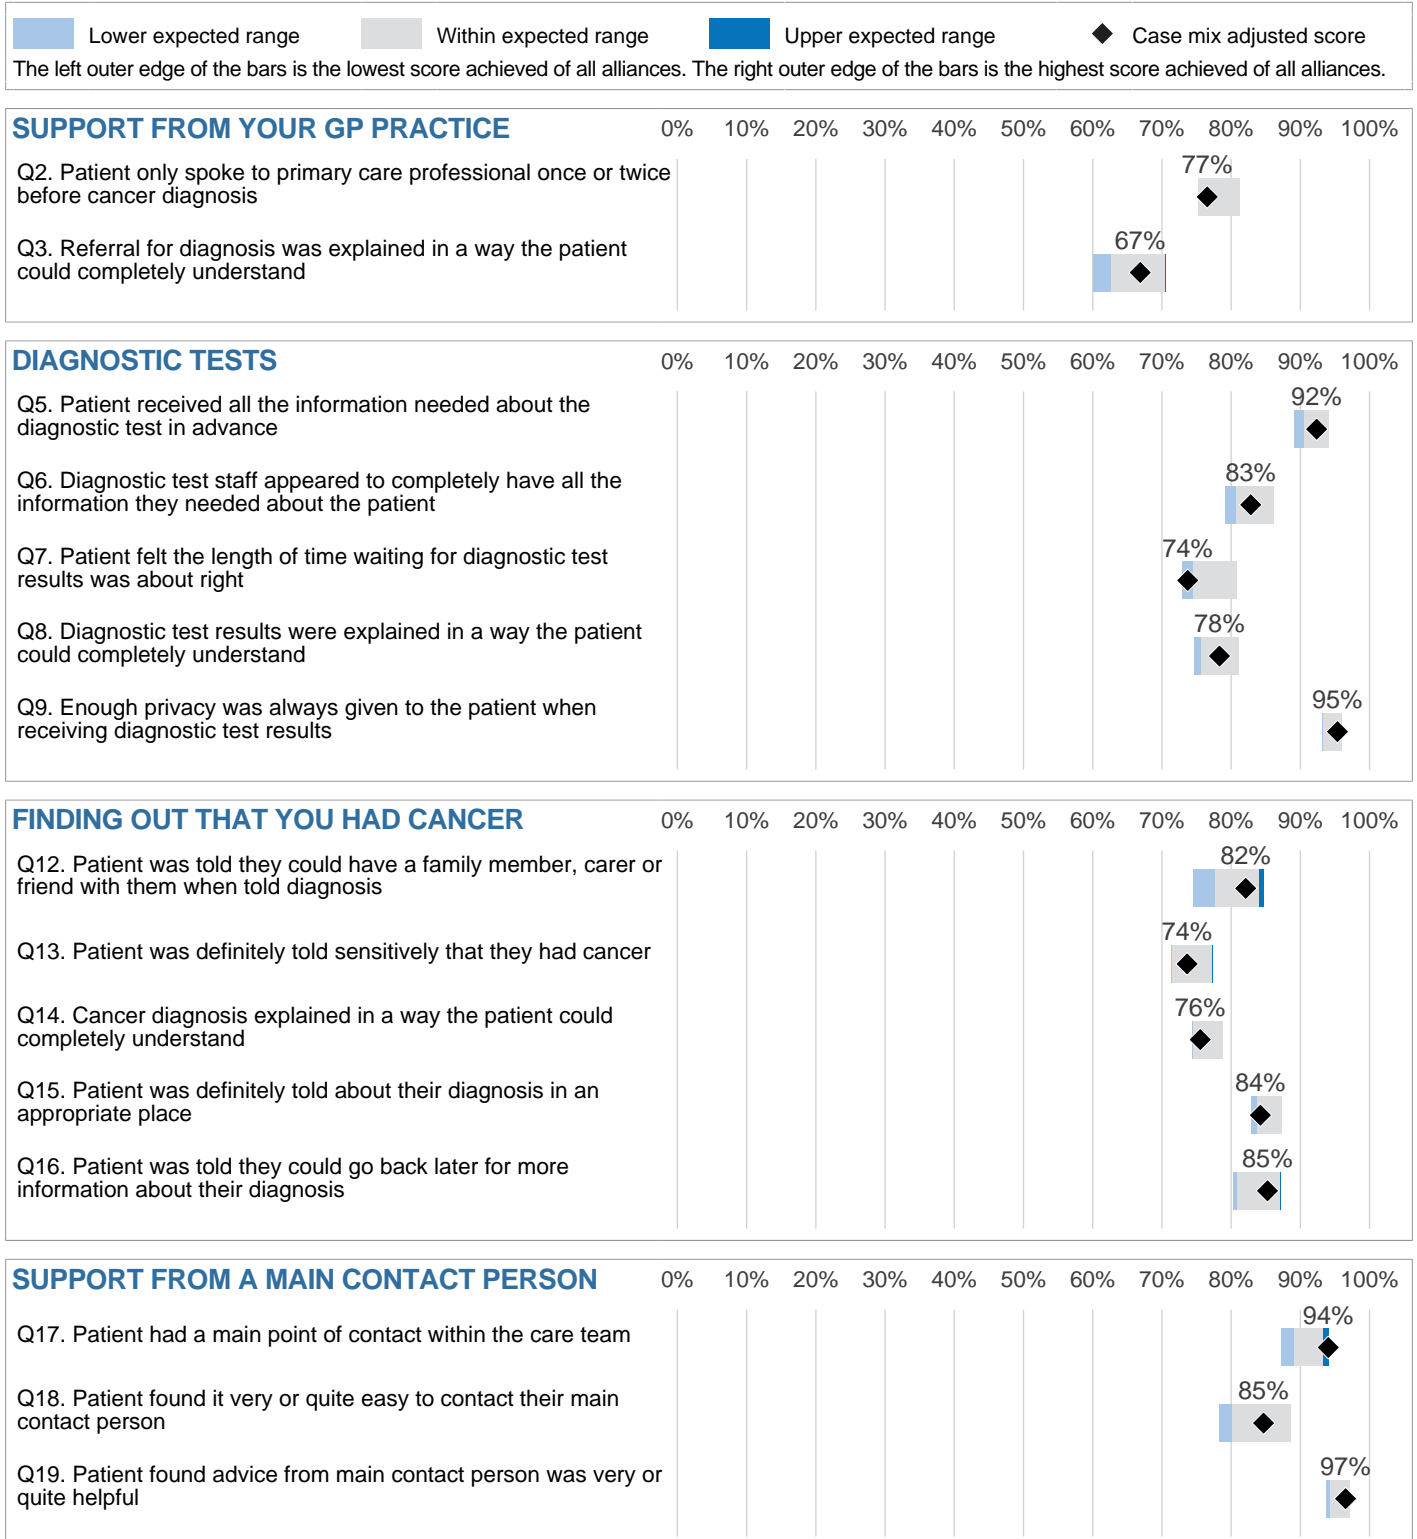 Lower expected range Within expected range Upper expected range Case mix adjusted score
The left outer edge of the bars is the lowest score achieved of all alliances. The right outer edge of the bars is the highest score achieved of all alliances.
SUPPORT FROM YOUR GP PRACTICE 0% 10% 20% 30% 40% 50% 60% 70% 80% 90% 100%
77%
Q2. Patient only spoke to primary care professional once or twice
before cancer diagnosis
67%
Q3. Referral for diagnosis was explained in a way the patient
could completely understand
DIAGNOSTIC TESTS 0% 10% 20% 30% 40% 50% 60% 70% 80% 90% 100%
92%
Q5. Patient received all the information needed about the
diagnostic test in advance
83%
Q6. Diagnostic test staff appeared to completely have all the
information they needed about the patient
74%
Q7. Patient felt the length of time waiting for diagnostic test
results was about right
78%
Q8. Diagnostic test results were explained in a way the patient
could completely understand
95%
Q9. Enough privacy was always given to the patient when
receiving diagnostic test results
FINDING OUT THAT YOU HAD CANCER 0% 10% 20% 30% 40% 50% 60% 70% 80% 90% 100%
82%
Q12. Patient was told they could have a family member, carer or
friend with them when told diagnosis
74%
Q13. Patient was definitely told sensitively that they had cancer
76%
Q14. Cancer diagnosis explained in a way the patient could
completely understand
84%
Q15. Patient was definitely told about their diagnosis in an
appropriate place
85%
Q16. Patient was told they could go back later for more
information about their diagnosis
SUPPORT FROM A MAIN CONTACT PERSON 0% 10% 20% 30% 40% 50% 60% 70% 80% 90% 100%
94%
Q17. Patient had a main point of contact within the care team
85%
Q18. Patient found it very or quite easy to contact their main
contact person
97%
Q19. Patient found advice from main contact person was very or
quite helpful